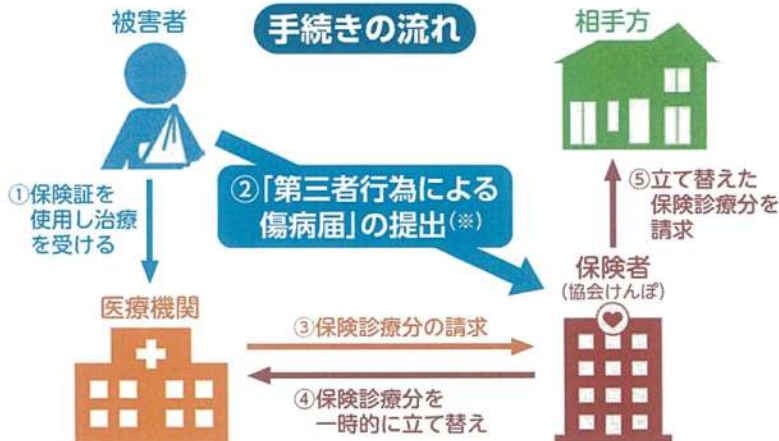 手続きの流れ
被害者
相手方
①保険証を
使用し治療
を受ける
②「第三者行為による
傷病届」の提出(※)
⑤立て替えた
保険診療分を
請求
保険者
(協会けんぽ)
医療機関
③保険診療分の請求
④保険診療分を
一時的に立て替え